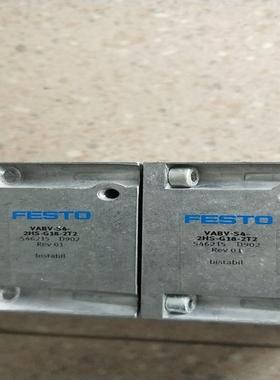 FESTO
VABV-S4-
2HS-G18-2T2
546215 D902
Rev 01
bistabil
FESTO
VABV-S4-
2HS-G18-2T2
546215 D902
Rev 01
bistabil